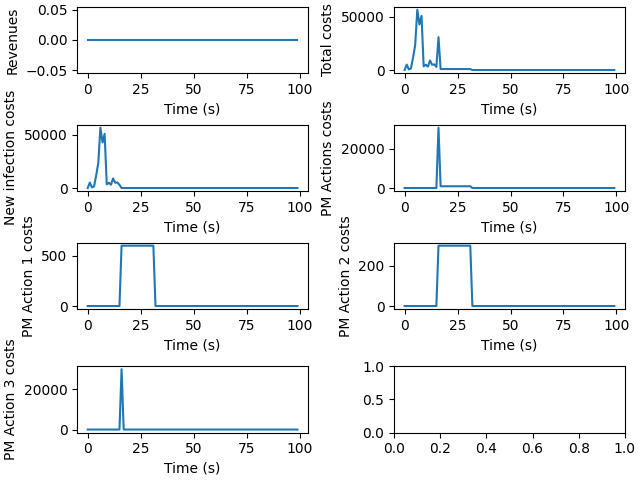 Revenues
0.05
0.00
−0.05
0 25 50 75 100
Time (s)
Total costs
50000
0
0 25 50 75 100
Time (s)
New infection costs
50000
0
0 25 50 75 100
Time (s)
PM Actions costs
20000
0
0 25 50 75 100
Time (s)
PM Action 1 costs
500
0
0 25 50 75 100
Time (s)
PM Action 2 costs
200
0
0 25 50 75 100
Time (s)
PM Action 3 costs
20000
0
0 25 50 75 100
Time (s)
1.0
0.5
0.0
0.0 0.2 0.4 0.6 0.8 1.0